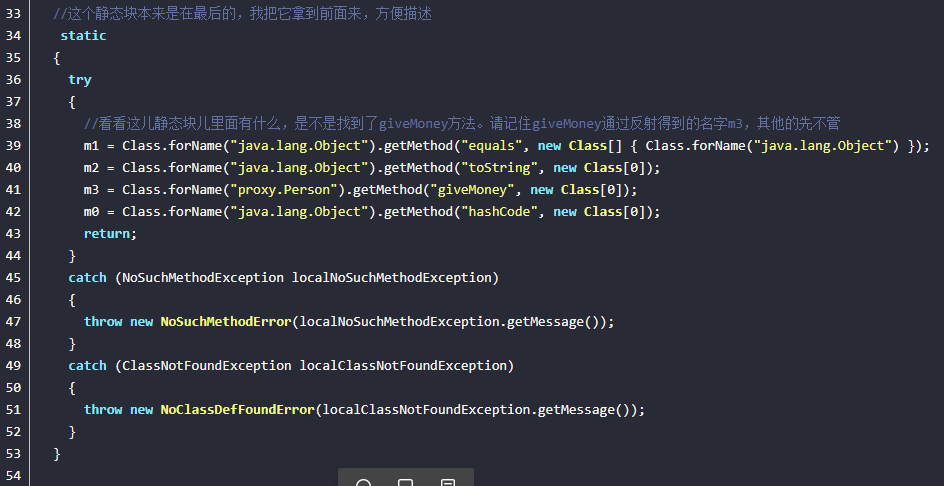 33 //这个静态块本来是在最后的，我把它拿到前面来，方便描述
34 static
35 {
36 try
37 {
38 //看看这儿静态块儿里面有什么，是不是找到了giveMoney方法。请记住giveMoney通过反射得到的名字m3，其他的先不管
39 m1 = Class.forName("java.lang.Object").getMethod("equals", new Class[] { Class.forName("java.lang.Object") });
40 m2 = Class.forName("java.lang.Object").getMethod("toString", new Class[0]);
41 m3 = Class.forName("proxy.Person").getMethod("giveMoney", new Class[0]);
42 m0 = Class.forName("java.lang.Object").getMethod("hashCode", new Class[0]);
43 return;
44 }
45 catch (NoSuchMethodException localNoSuchMethodException)
46 {
47 throw new NoSuchMethodError(localNoSuchMethodException.getMessage());
48 }
49 catch (ClassNotFoundException localClassNotFoundException)
50 {
51 throw new NoClassDefFoundError(localClassNotFoundException.getMessage());
52 }
53 }
54